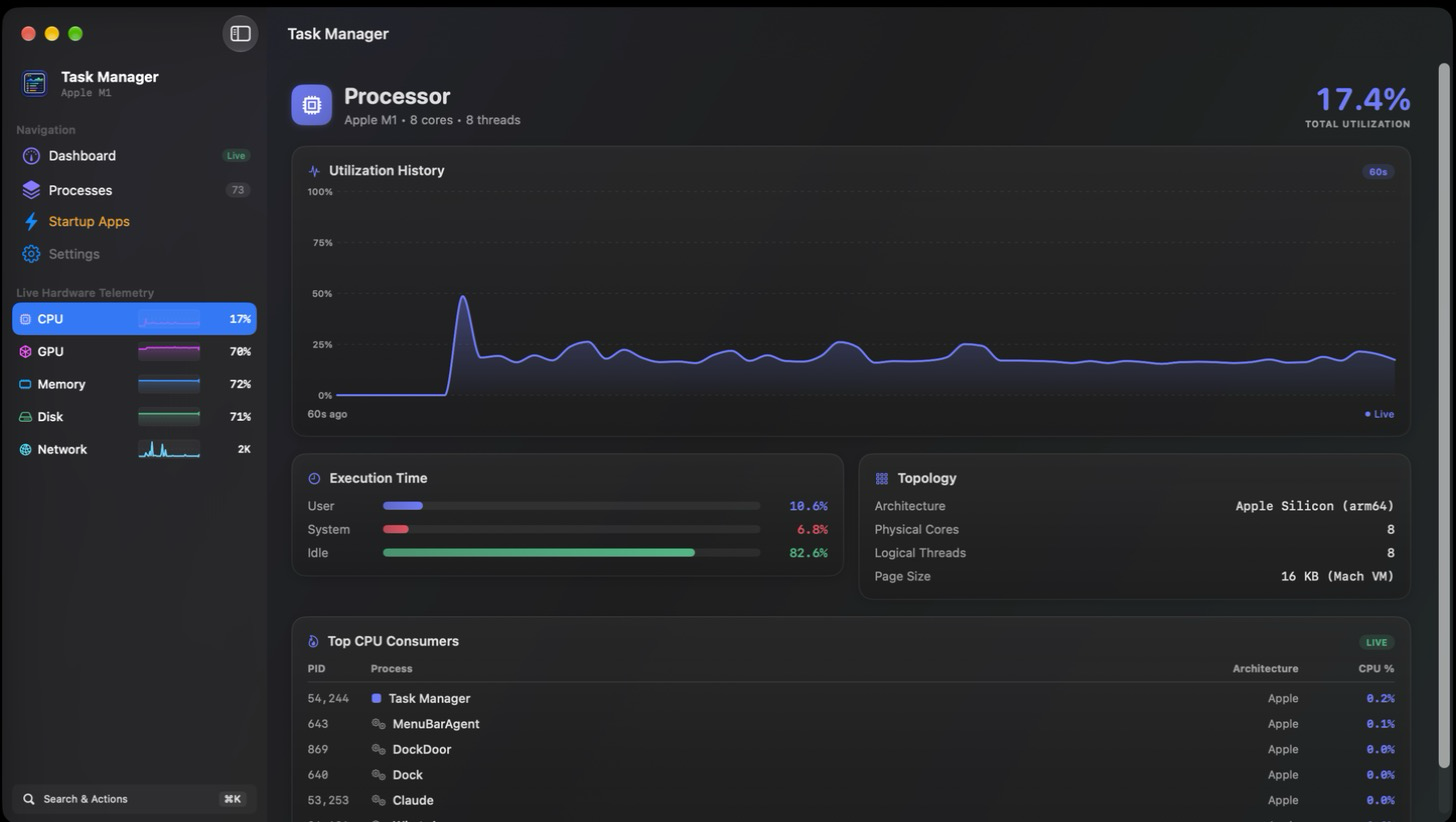 Task Manager
Task Manager
Apple M1
Navigation
Dashboard Live
Processes 73
Startup Apps
Settings
Live Hardware Telemetry
CPU 17%
GPU 70%
Memory 72%
Disk 71%
Network 2K
Search & Actions ⌘K
Processor
Apple M1 • 8 cores • 8 threads
17.4%
TOTAL UTILIZATION
Utilization History 60s
100%
75%
50%
25%
0%
60s ago Live
Execution Time
User 10.6%
System 6.8%
Idle 82.6%
Topology
Architecture Apple Silicon (arm64)
Physical Cores 8
Logical Threads 8
Page Size 16 KB (Mach VM)
Top CPU Consumers LIVE
PID Process Architecture CPU %
54,244 Task Manager Apple 0.2%
643 MenuBarAgent Apple 0.1%
869 DockDoor Apple 0.0%
640 Dock Apple 0.0%
53,253 Claude Apple 0.0%